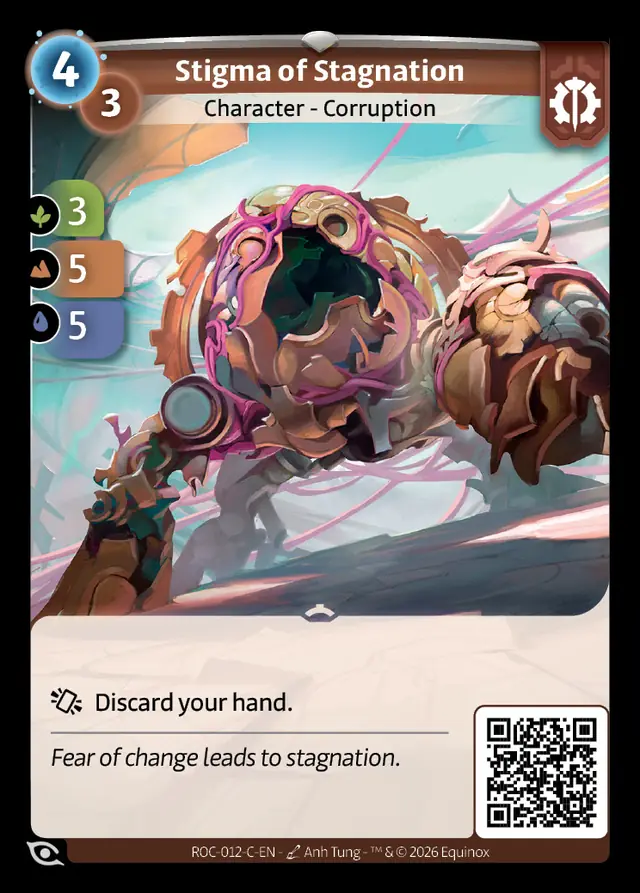 4
3
Stigma of Stagnation
Character - Corruption
3
5
5
Discard your hand.
Fear of change leads to stagnation.
ROC-012-C-EN - Anh Tung - ™ & © 2026 Equinox